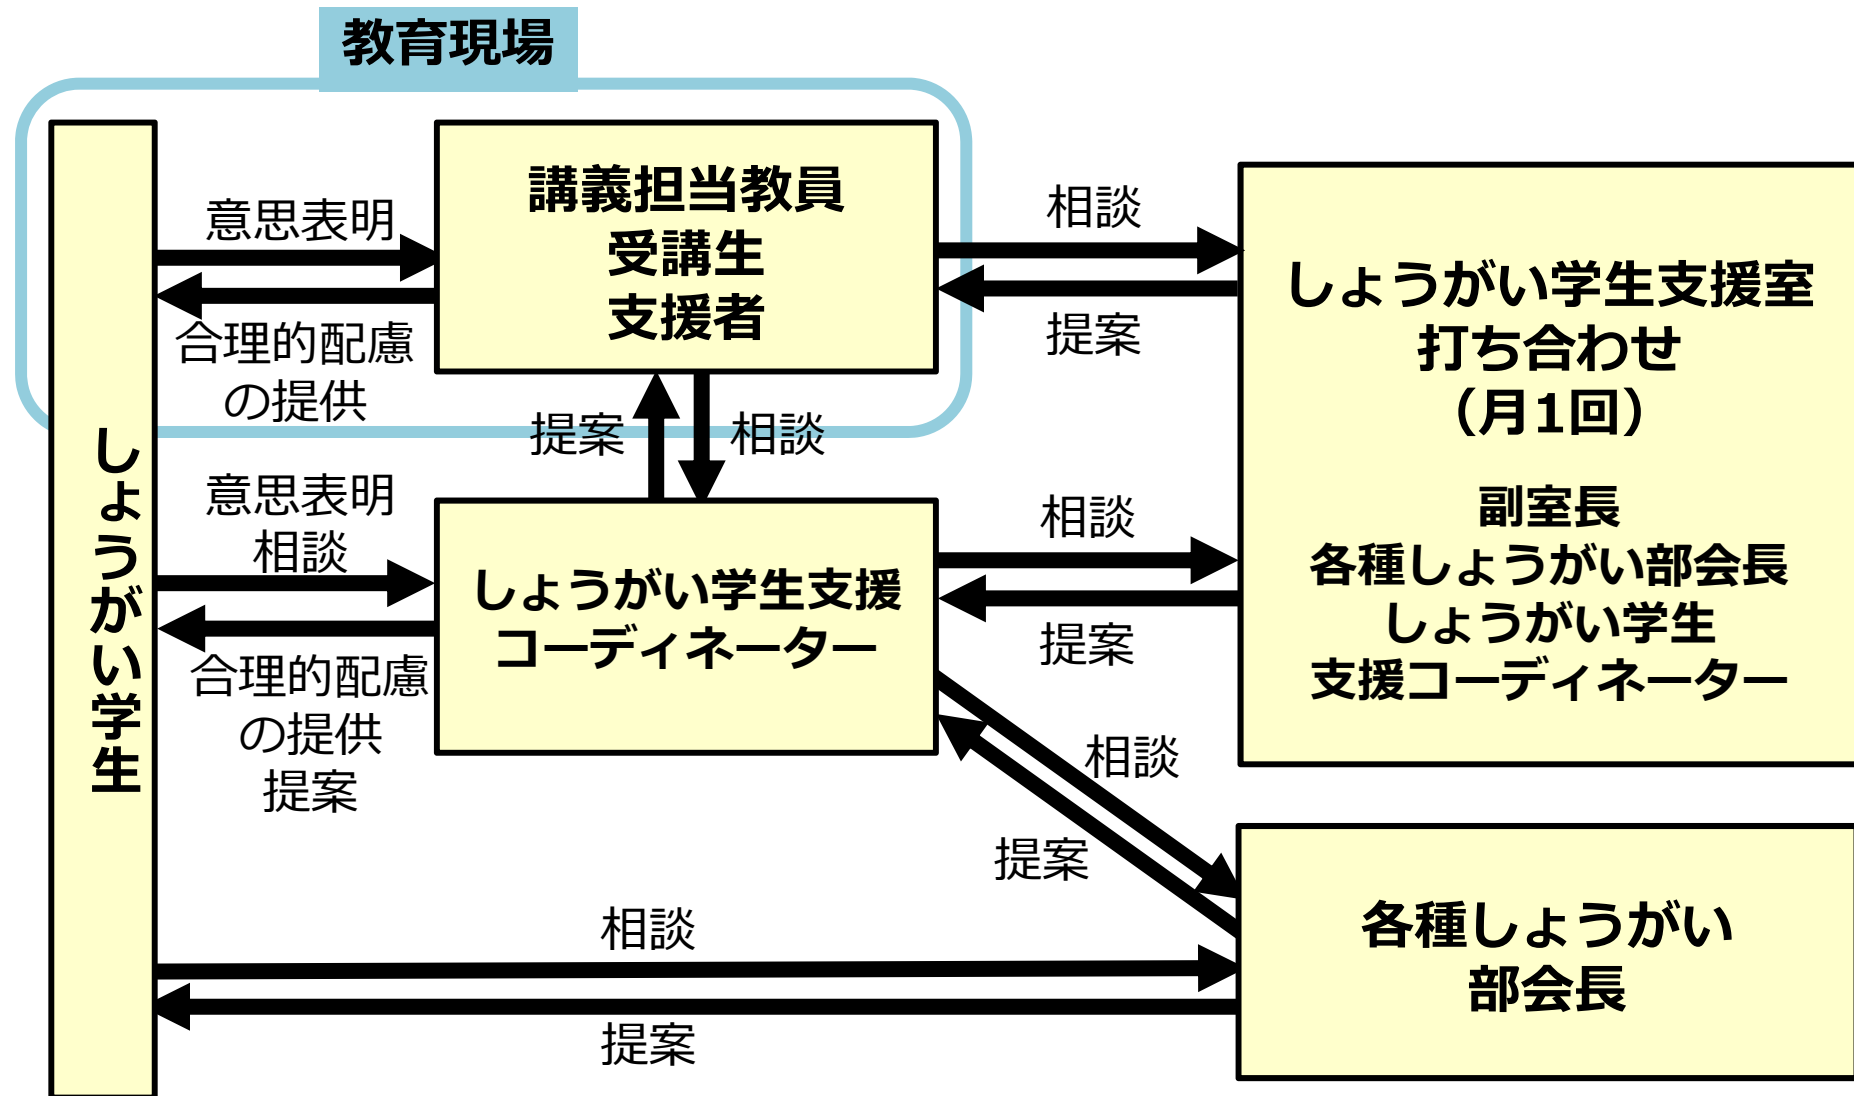 教育現場
しょうがい学生
意思表明
合理的配慮
の提供
講義担当教員
受講生
支援者
相談
提案
提案
相談
意思表明
相談
合理的配慮
の提供
提案
しょうがい学生支援
コーディネーター
相談
提案
しょうがい学生支援室
打ち合わせ
（月1回）
副室長
各種しょうがい部会長
しょうがい学生
支援コーディネーター
相談
提案
相談
提案
各種しょうがい
部会長